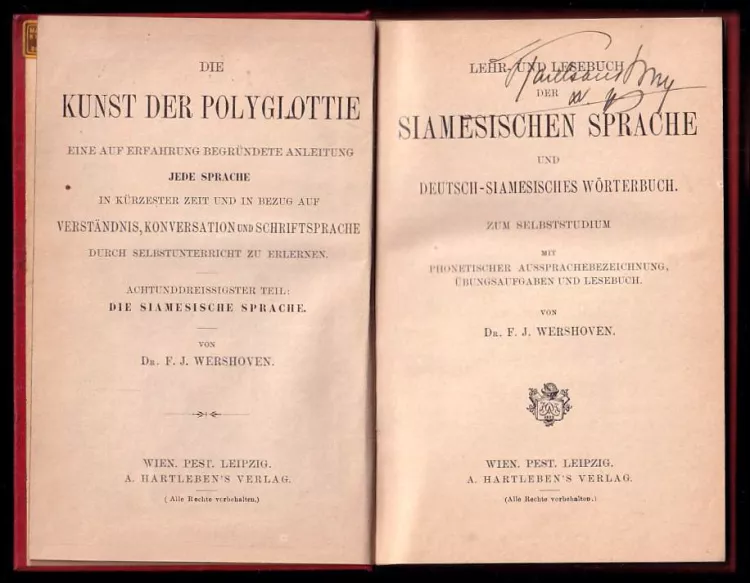 DIE
KUNST DER POLYGLOTTIE
EINE AUF ERFAHRUNG BEGRÜNDETE ANLEITUNG
JEDE SPRACHE
IN KÜRZESTER ZEIT UND IN BEZUG AUF
VERSTÄNDNIS, KONVERSATION UND SCHRIFTSPRACHE
DURCH SELBSTUNTERRICHT ZU ERLERNEN.
ACHTUNDDREISSIGSTER TEIL:
DIE SIAMESISCHE SPRACHE.
VON
DR. F. J. WERSHOVEN.
WIEN. PEST. LEIPZIG.
A. HARTLEBEN'S VERLAG.
(Alle Rechte vorbehalten.)
LEHR- UND LESEBUCH
DER
SIAMESISCHEN SPRACHE
UND
DEUTSCH-SIAMESISCHES WÖRTERBUCH.
ZUM SELBSTSTUDIUM
MIT
PHONETISCHER AUSSPRACHEBEZEICHNUNG,
ÜBUNGSAUFGABEN UND LESEBUCH.
VON
DR. F. J. WERSHOVEN.
WIEN. PEST. LEIPZIG.
A. HARTLEBEN'S VERLAG.
(Alle Rechte vorbehalten.)